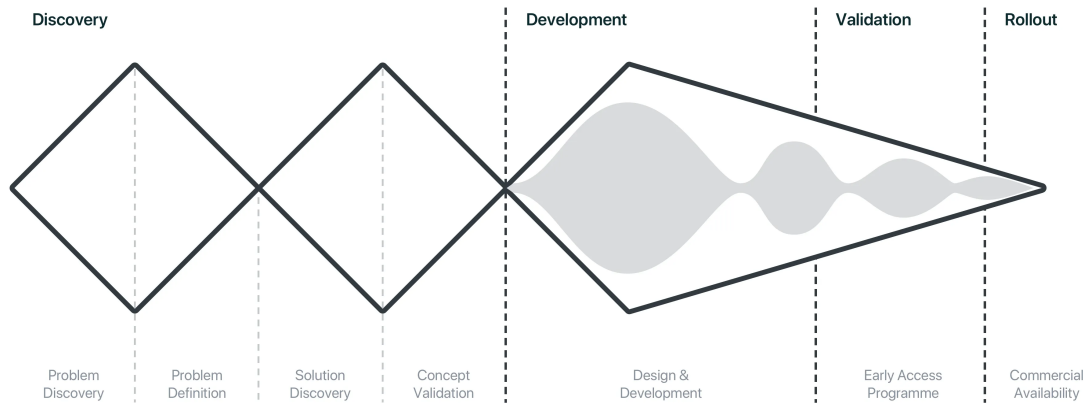 Discovery
Development
Validation
Rollout
Problem
Discovery
Problem
Definition
Solution
Discovery
Concept
Validation
Design &
Development
Early Access
Programme
Commercial
Availability